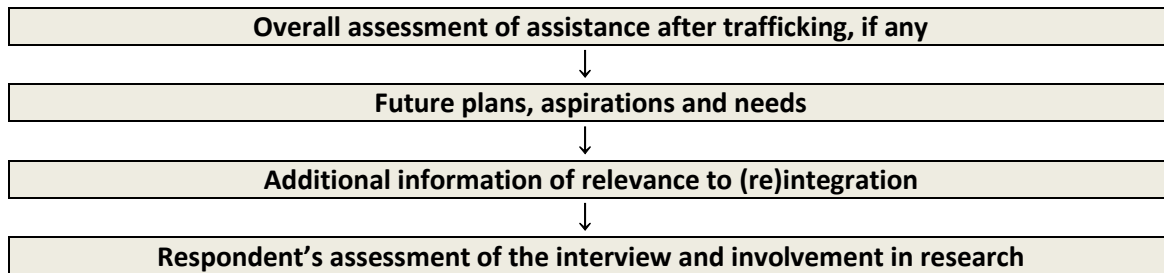 Overall assessment of assistance after trafficking, if any
Future plans, aspirations and needs
Additional information of relevance to (re)integration
Respondent’s assessment of the interview and involvement in research